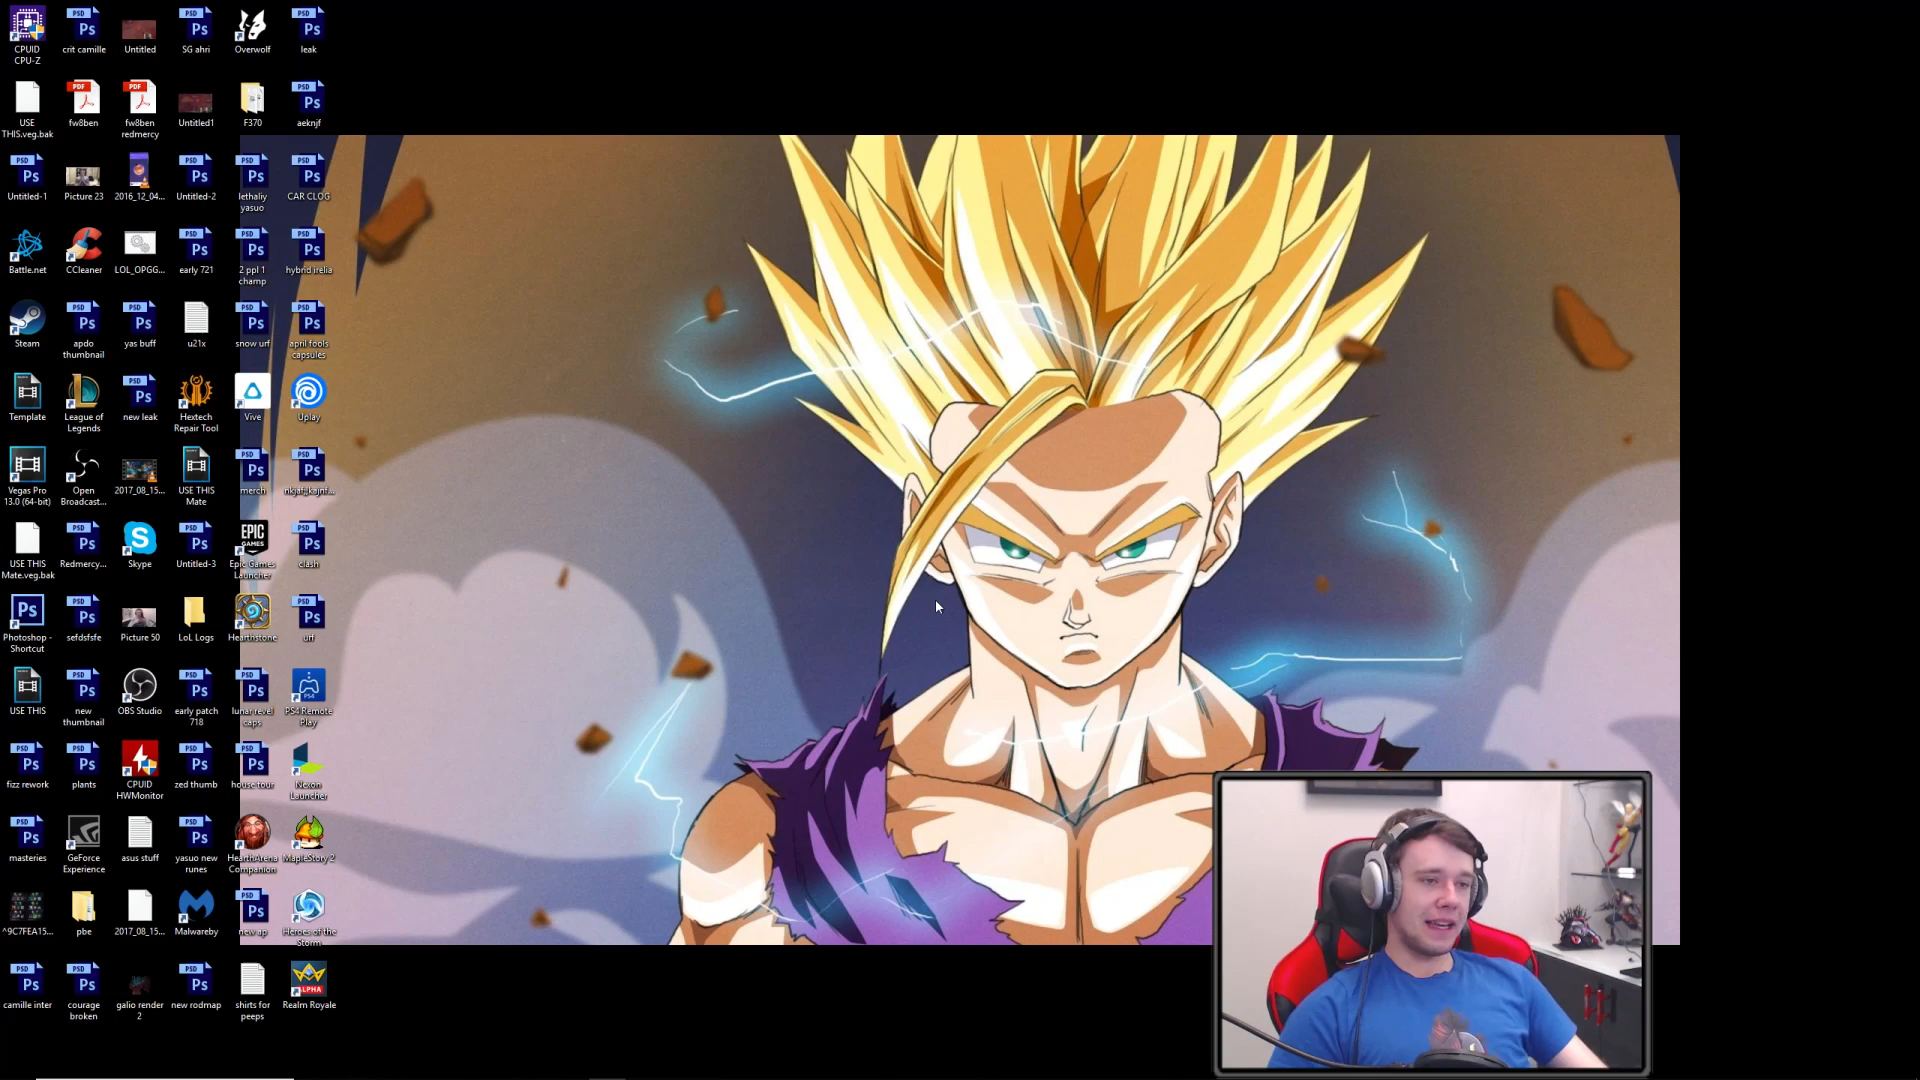 CPUID
CPU-Z
crit camille
Untitled
SG ahri
Overwolf
leak
USE
THIS.veg.bak
fw8ben
fw8ben
redmercy
Untitled1
F370
aeknjf
Untitled-1
Picture 23
2016_12_04...
Untitled-2
lethaliy
yasuo
CAR CLOG
Battle.net
CCleaner
LOL_OPGG...
early 721
2 ppl 1
champ
hybrid irelia
Steam
apdo
thumbnail
yas buff
u21x
snow urf
april fools
capsules
Template
League of
Legends
new leak
Hextech
Repair Tool
Vive
Uplay
Vegas Pro
13.0 (64-bit)
Open
Broadcast...
2017_08_15...
USE THIS
Mate
merch
USE THIS
Mate.veg.bak
Redmercy...
Skype
Untitled-3
Epic Games
Launcher
clash
Photoshop -
Shortcut
sefdsfsfe
Picture 50
LoL Logs
Hearthstone
urf
USE THIS
new
thumbnail
OBS Studio
early patch
718
lunar revel
caps
PS4 Remote
Play
fizz rework
plants
CPUID
HWMonitor
zed thumb
house tour
Nexon
Launcher
masteries
GeForce
Experience
asus stuff
yasuo new
runes
HearthArena
Companion
MapleStory 2
^9C7FEA15...
pbe
2017_08_15...
Malwareby
new ap
Heroes of the
Storm
camille inter
courage
broken
galio render
2
new rodmap
shirts for
peeps
Realm Royale